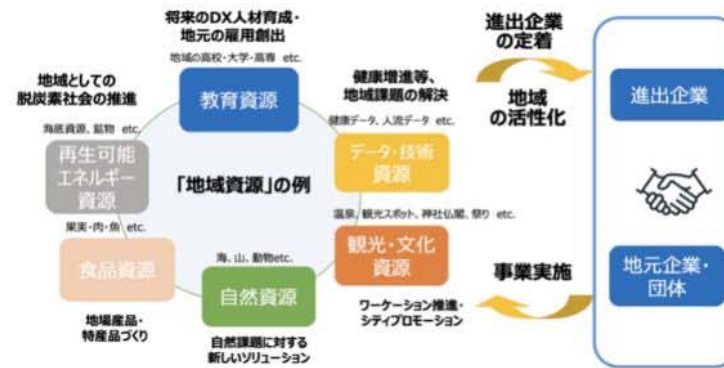 将来のDX人材育成・
地元の雇用創出
地域の高校・大学・高専 etc.
教育資源
地域としての
脱炭素社会の推進
海底資源、鉱物 etc.
再生可能
エネルギー
資源
健康増進等、
地域課題の解決
健康データ、人流データ etc.
データ・技術
資源
「地域資源」の例
果実・肉・魚 etc.
食品資源
地場産品・
特産品づくり
海、山、動物etc.
自然資源
自然課題に対する
新しいソリューション
温泉、観光スポット、神社仏閣、祭り etc.
観光・文化
資源
ワーケーション推進・
シティプロモーション
進出企業
の定着
地域
の活性化
事業実施
進出企業
地元企業・
団体